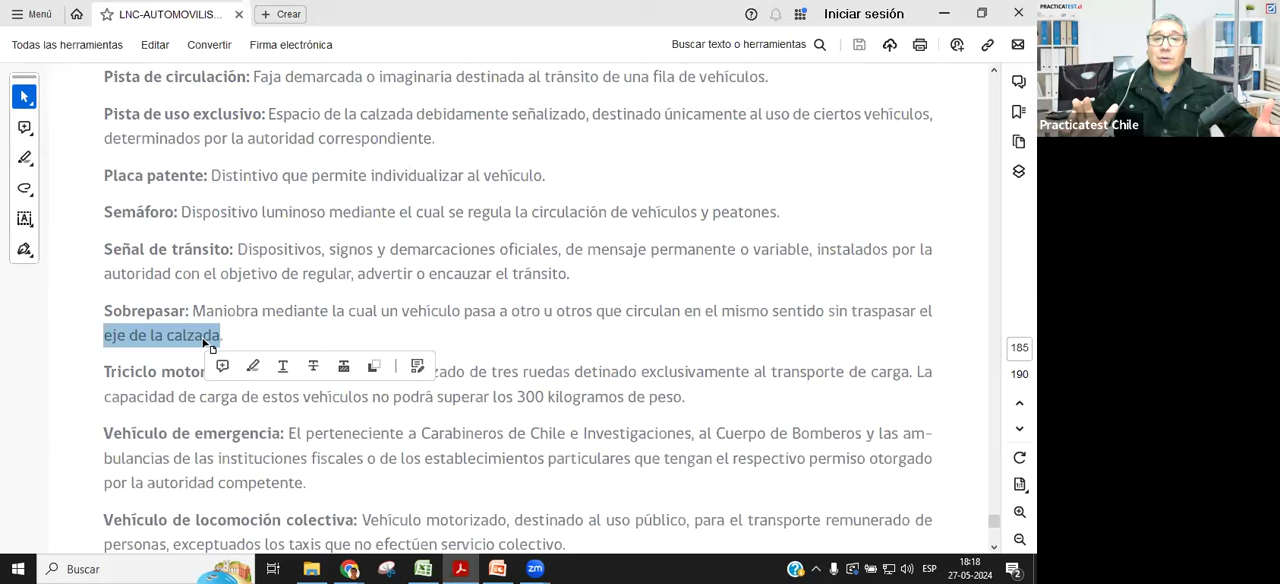 Menú
LNC-AUTOMOVILIS...
Crear
Iniciar sesión
Todas las herramientas
Editar
Convertir
Firma electrónica
Buscar texto o herramientas
PRACTICATEST.cl
Practicatest Chile
Pista de circulación: Faja demarcada o imaginaria destinada al tránsito de una fila de vehículos.
Pista de uso exclusivo: Espacio de la calzada debidamente señalizado, destinado únicamente al uso de ciertos vehículos,
determinados por la autoridad correspondiente.
Placa patente: Distintivo que permite individualizar al vehículo.
Semáforo: Dispositivo luminoso mediante el cual se regula la circulación de vehículos y peatones.
Señal de tránsito: Dispositivos, signos y demarcaciones oficiales, de mensaje permanente o variable, instalados por la
autoridad con el objetivo de regular, advertir o encauzar el tránsito.
Sobrepasar: Maniobra mediante la cual un vehículo pasa a otro u otros que circulan en el mismo sentido sin traspasar el
eje de la calzada.
Triciclo motor zado de tres ruedas detinado exclusivamente al transporte de carga. La
capacidad de carga de estos vehículos no podrá superar los 300 kilogramos de peso.
Vehículo de emergencia: El perteneciente a Carabineros de Chile e Investigaciones, al Cuerpo de Bomberos y las am-
bulancias de las instituciones fiscales o de los establecimientos particulares que tengan el respectivo permiso otorgado
por la autoridad competente.
Vehículo de locomoción colectiva: Vehículo motorizado, destinado al uso público, para el transporte remunerado de
personas, exceptuados los taxis que no efectúen servicio colectivo.
185
190
Buscar
ESP
18:18
27-05-2024
2